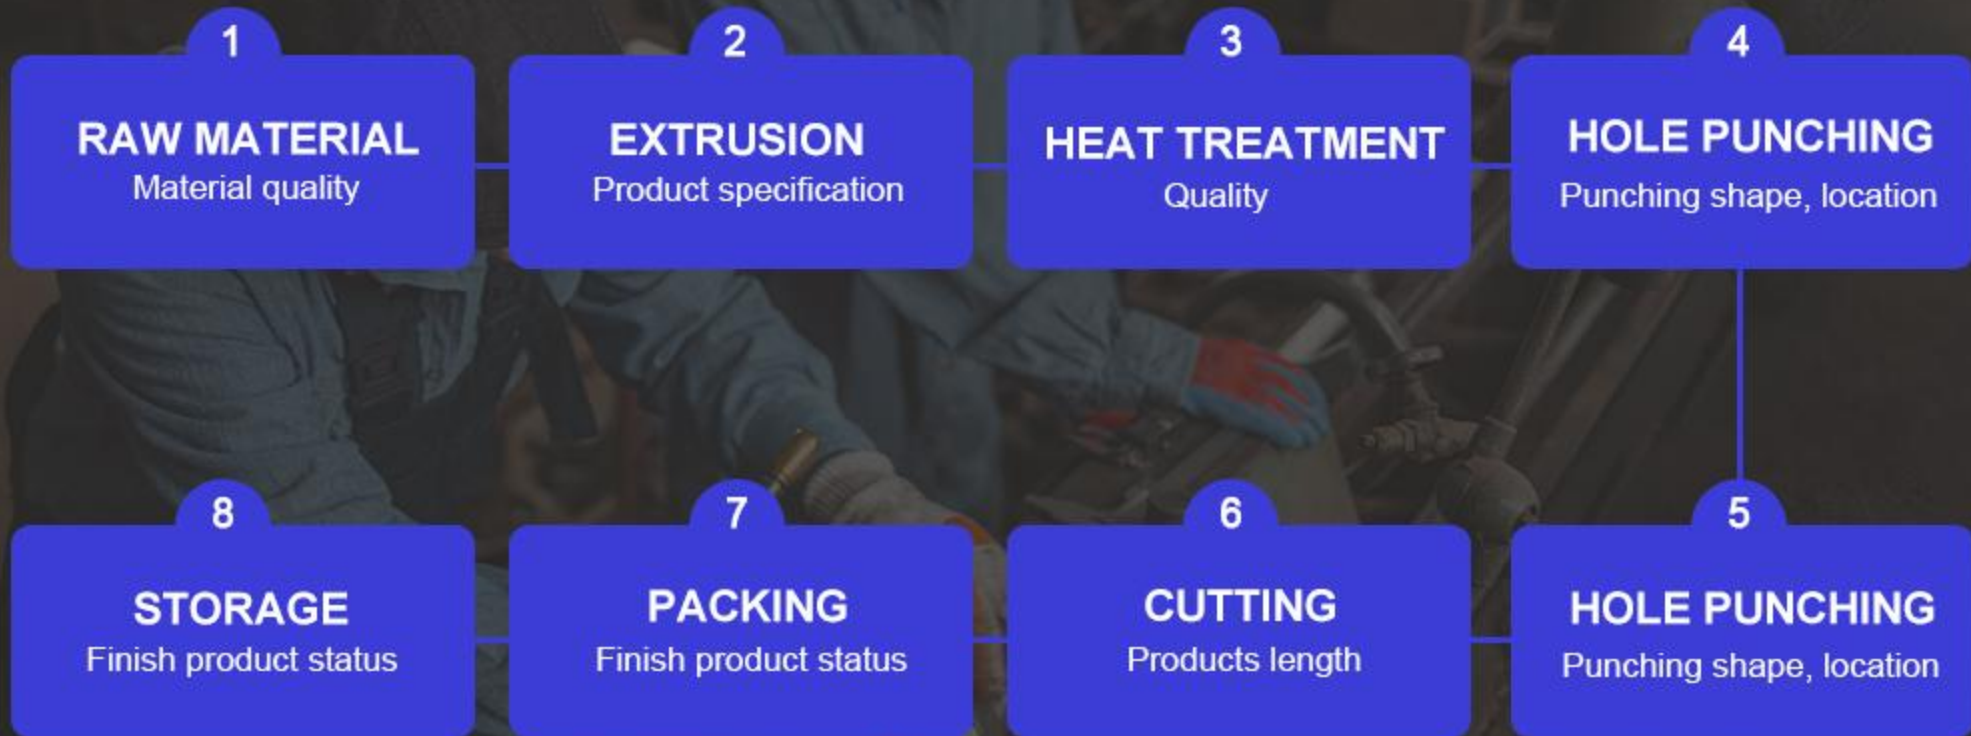 1
RAW MATERIAL
Material quality
2
EXTRUSION
Product specification
3
HEAT TREATMENT
Quality
4
HOLE PUNCHING
Punching shape, location
5
HOLE PUNCHING
Punching shape, location
6
CUTTING
Products length
7
PACKING
Finish product status
8
STORAGE
Finish product status